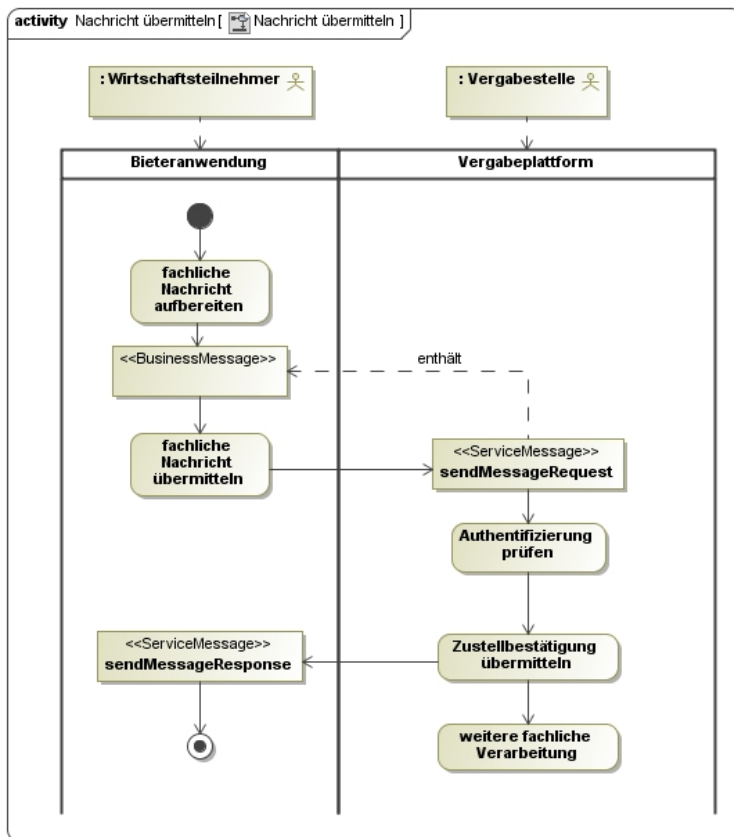 activity Nachricht übermitteln [ Nachricht übermitteln ]
: Wirtschaftsteilnehmer
: Vergabestelle
Bieteranwendung
Vergabeplattform
fachliche
Nachricht
aufbereiten
<<BusinessMessage>>
enthält
fachliche
Nachricht
übermitteln
<<ServiceMessage>>
sendMessageRequest
Authentifizierung
prüfen
<<ServiceMessage>>
sendMessageResponse
Zustellbestätigung
übermitteln
weitere fachliche
Verarbeitung